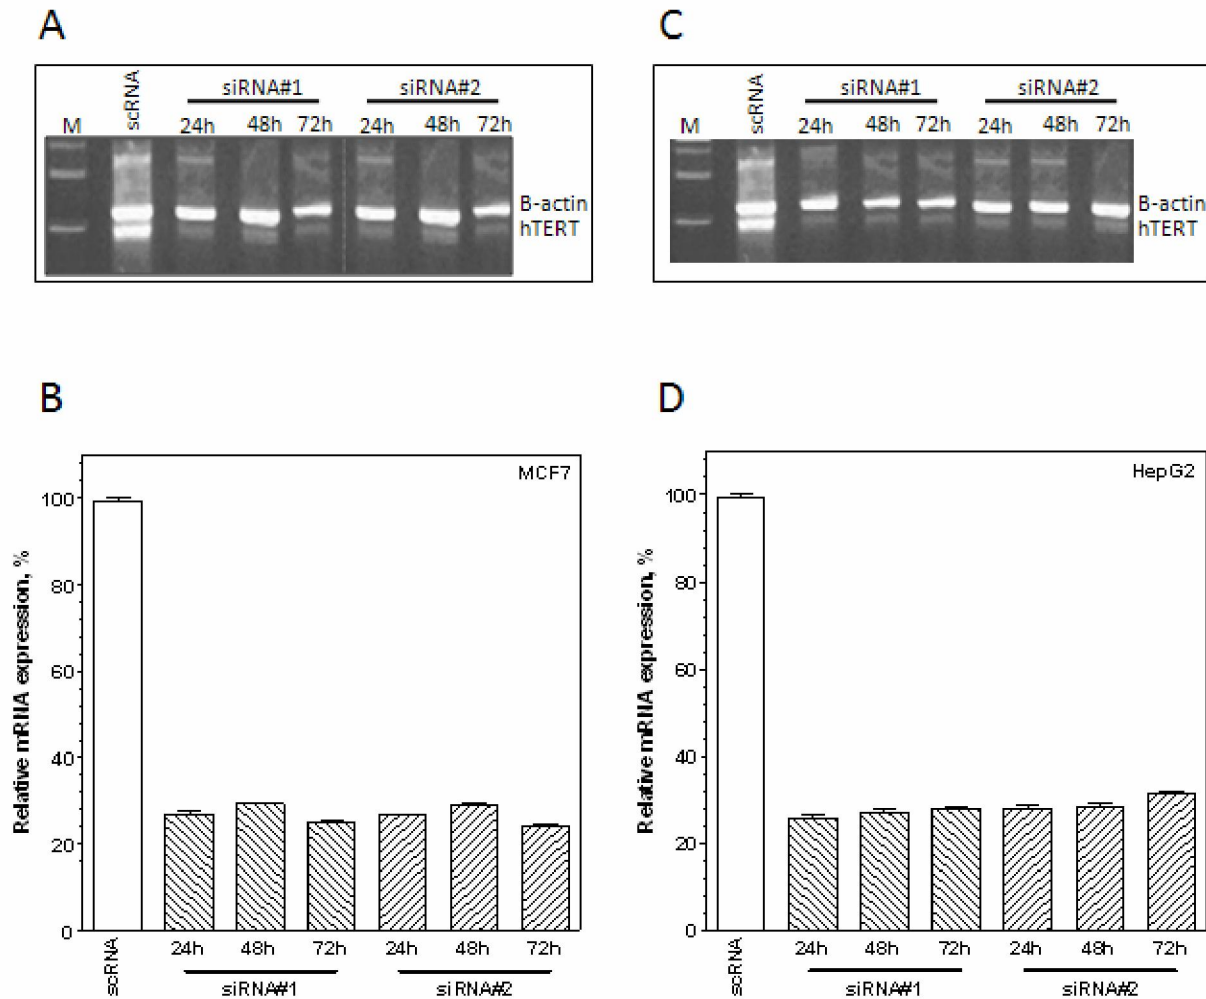 A
scRNA
siRNA#1
siRNA#2
M
24h
48h
72h
24h
48h
72h
B-actin
hTERT
C
scRNA
siRNA#1
siRNA#2
M
24h
48h
72h
24h
48h
72h
B-actin
hTERT
B
MCF7
Relative mRNA expression, %
100
80
60
40
20
0
scRNA
24h
48h
72h
24h
48h
72h
siRNA#1
siRNA#2
D
HepG2
Relative mRNA expression, %
100
80
60
40
20
0
scRNA
24h
48h
72h
24h
48h
72h
siRNA#1
siRNA#2